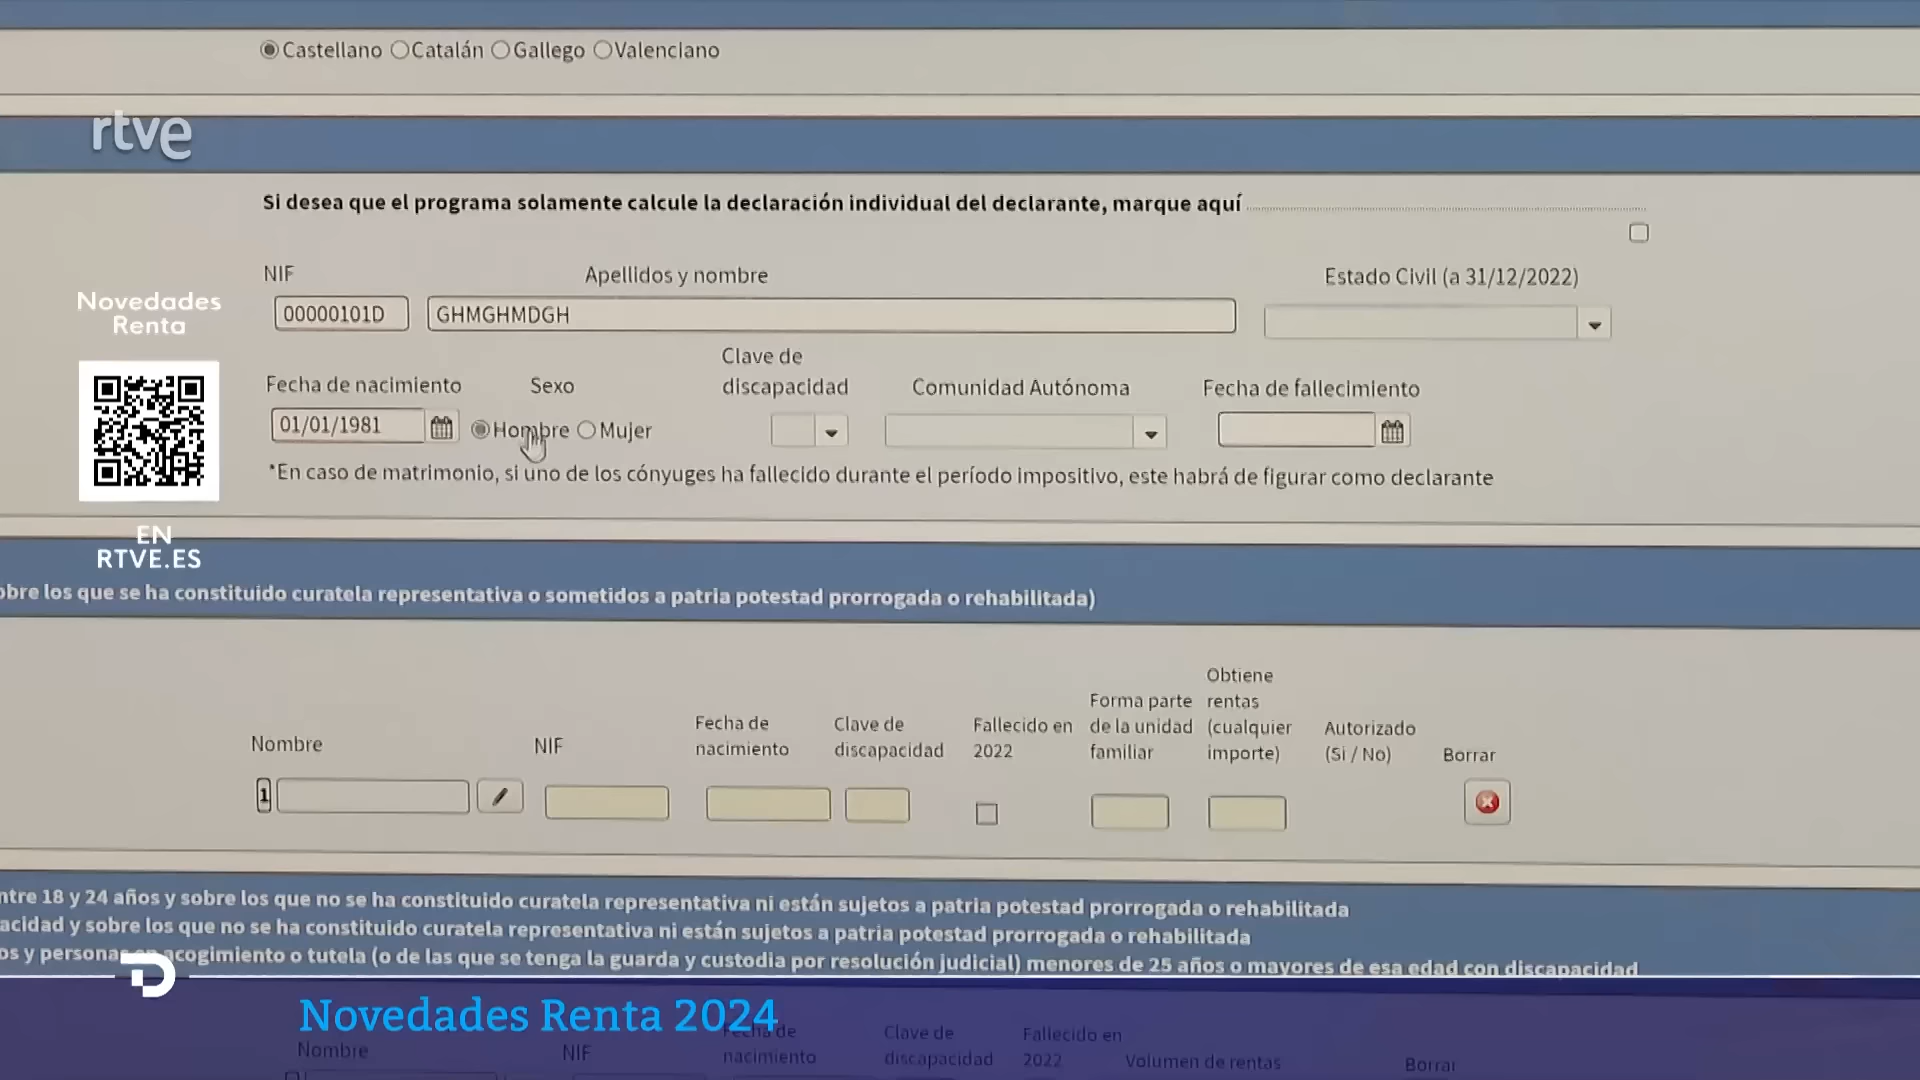 Castellano Catalán Gallego Valenciano
rtve
Si desea que el programa solamente calcule la declaración individual del declarante, marque aquí
NIF Apellidos y nombre Estado Civil (a 31/12/2022)
00000101D GHMGHMDGH
Novedades
Renta
Clave de
discapacidad
Fecha de nacimiento Sexo Comunidad Autónoma Fecha de fallecimiento
01/01/1981 Hombre Mujer
*En caso de matrimonio, si uno de los cónyuges ha fallecido durante el período impositivo, este habrá de figurar como declarante
EN
RTVE.ES
obre los que se ha constituido curatela representativa o sometidos a patria potestad prorrogada o rehabilitada)
Nombre
NIF
Fecha de
nacimiento
Clave de
discapacidad
Fallecido en
2022
Forma parte
de la unidad
familiar
Obtiene
rentas
(cualquier
importe)
Autorizado
(Si / No)
Borrar
1
ntre 18 y 24 años y sobre los que no se ha constituido curatela representativa ni están sujetos a patria potestad prorrogada o rehabilitada
acidad y sobre los que no se ha constituido curatela representativa ni están sujetos a patria potestad prorrogada o rehabilitada
os y personas en acogimiento o tutela (o de las que se tenga la guarda y custodia por resolución judicial) menores de 25 años o mayores de esa edad con discapacidad
Novedades Renta 2024
Nombre
NIF
Fecha de
nacimiento
Clave de
discapacidad
Fallecido en
2022
Volumen de rentas
Borrar